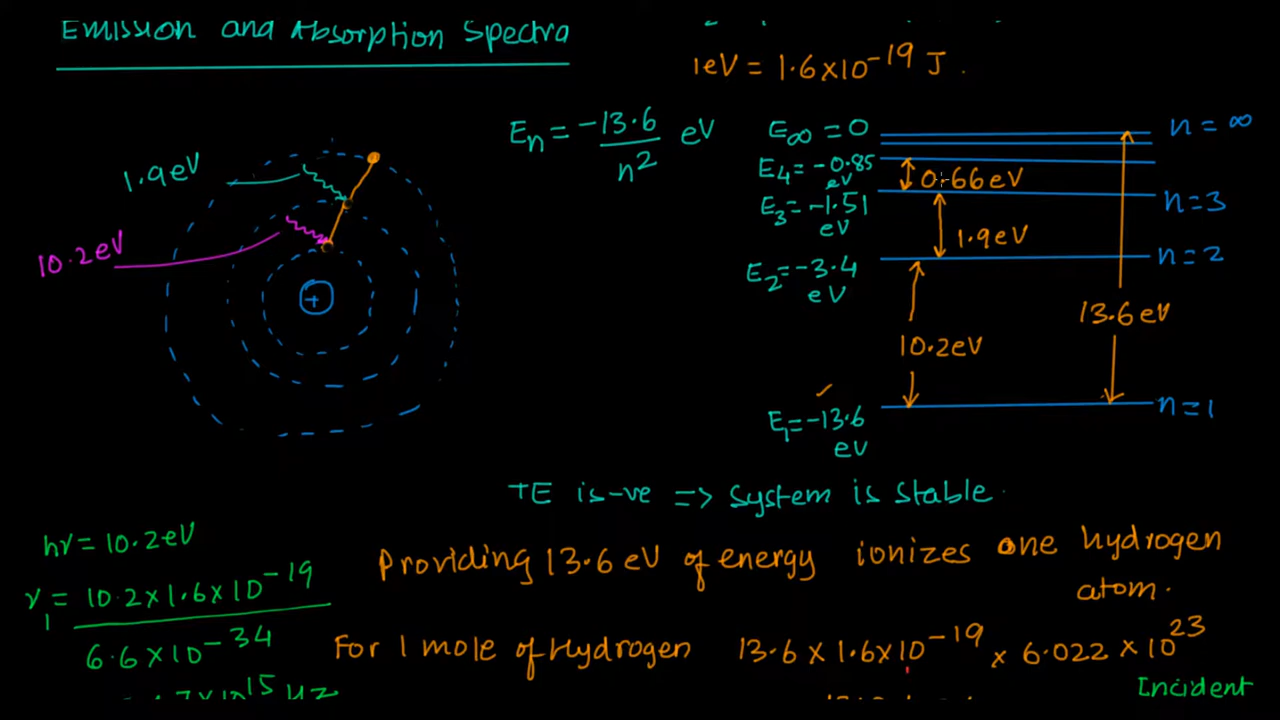 Emission and Absorption Spectra
1eV = 1.6×10⁻¹⁹ J.
Eₙ = -13.6/n² eV
1.9eV
10.2eV
+
E∞ = 0
n = ∞
E₄ = -0.85
eV
0.66eV
E₃ = -1.51
eV
n = 3
1.9eV
E₂ = -3.4
eV
n = 2
13.6eV
10.2eV
E₁ = -13.6
eV
n = 1
TE is -ve => System is stable.
hν = 10.2eV
ν₁ = 10.2×1.6×10⁻¹⁹
6.6×10⁻³⁴
Providing 13.6 eV of energy ionizes one hydrogen
atom.
For 1 mole of Hydrogen 13.6 × 1.6×10⁻¹⁹ × 6.022 × 10²³
Incident